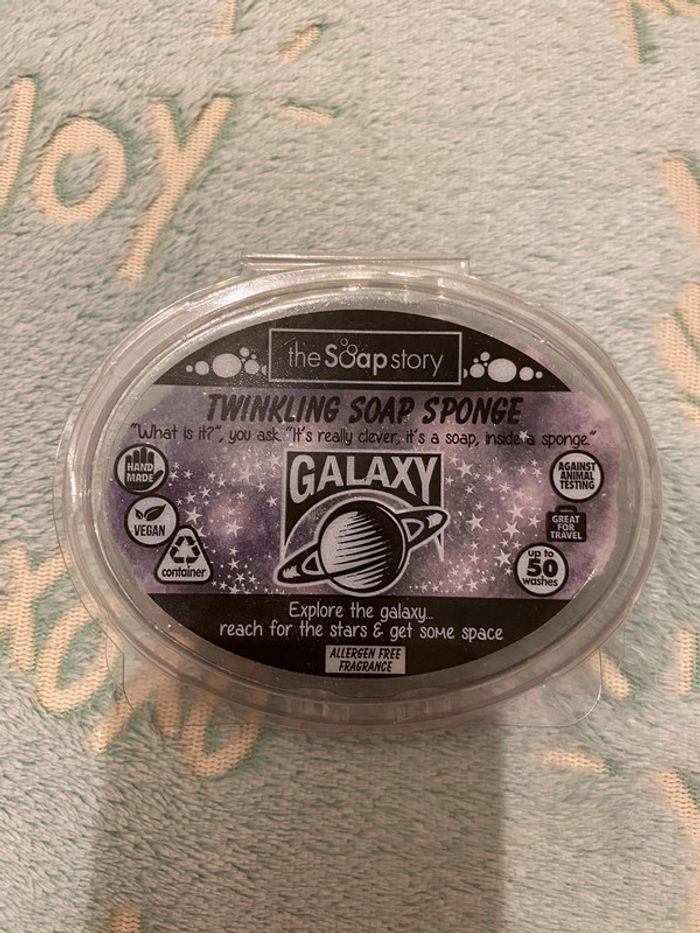 Joy
the Soap story
TWINKLING SOAP SPONGE
"What is it?", you ask. "It's really clever, it's a soap, inside a sponge."
HAND
MADE
VEGAN
container
GALAXY
AGAINST
ANIMAL
TESTING
GREAT
FOR
TRAVEL
up to
50
washes
Explore the galaxy...
reach for the stars & get some space
ALLERGEN FREE
FRAGRANCE